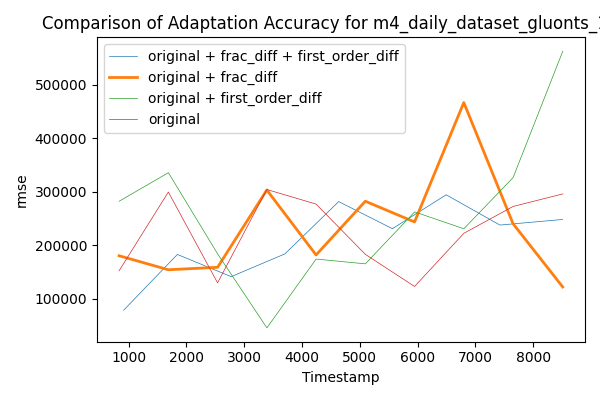 Comparison of Adaptation Accuracy for m4_daily_dataset_gluonts_
original + frac_diff + first_order_diff
original + frac_diff
original + first_order_diff
original
rmse
500000
400000
300000
200000
100000
1000 2000 3000 4000 5000 6000 7000 8000
Timestamp